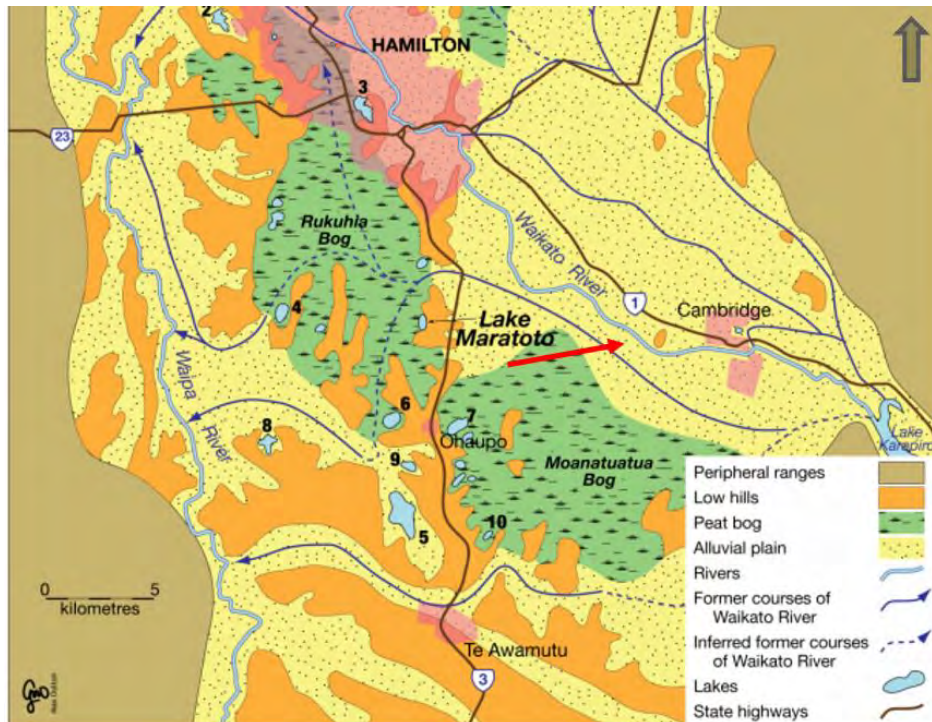 2
HAMILTON
3
23
Rukuhia
Bog
Waikato River
1
Cambridge
4
Lake
Maratoto
Waipa
River
6
7
Ohaupo
8
9
Moanatuatua
Bog
Lake
Karapiro
5
10
0 5
kilometres
Te Awamutu
3
Peripheral ranges
Low hills
Peat bog
Alluvial plain
Rivers
Former courses of
Waikato River
Inferred former courses
of Waikato River
Lakes
State highways